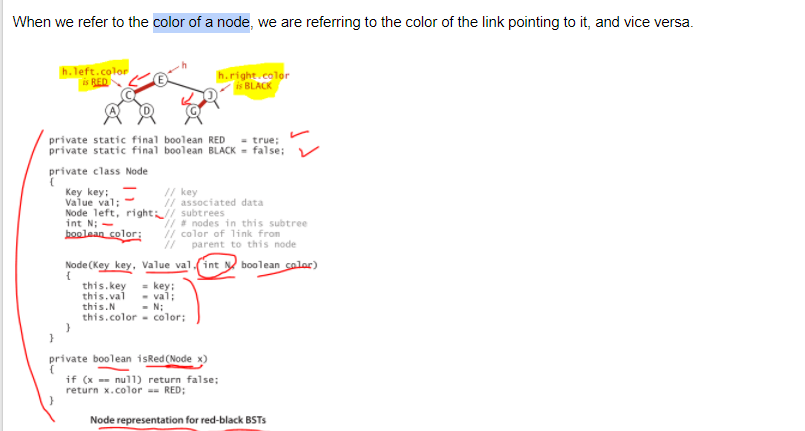 When we refer to the color of a node, we are referring to the color of the link pointing to it, and vice versa.
h.left.color
is RED
h
h.right.color
is BLACK
E
C
J
A
D
G
private static final boolean RED   = true;
private static final boolean BLACK = false;
private class Node
{
Key key;          // key
Value val;        // associated data
Node left, right; // subtrees
int N;            // # nodes in this subtree
boolean color;    // color of link from
//   parent to this node
Node(Key key, Value val, int N, boolean color)
{
this.key   = key;
this.val   = val;
this.N     = N;
this.color = color;
}
}
private boolean isRed(Node x)
{
if (x == null) return false;
return x.color == RED;
}
Node representation for red-black BSTs